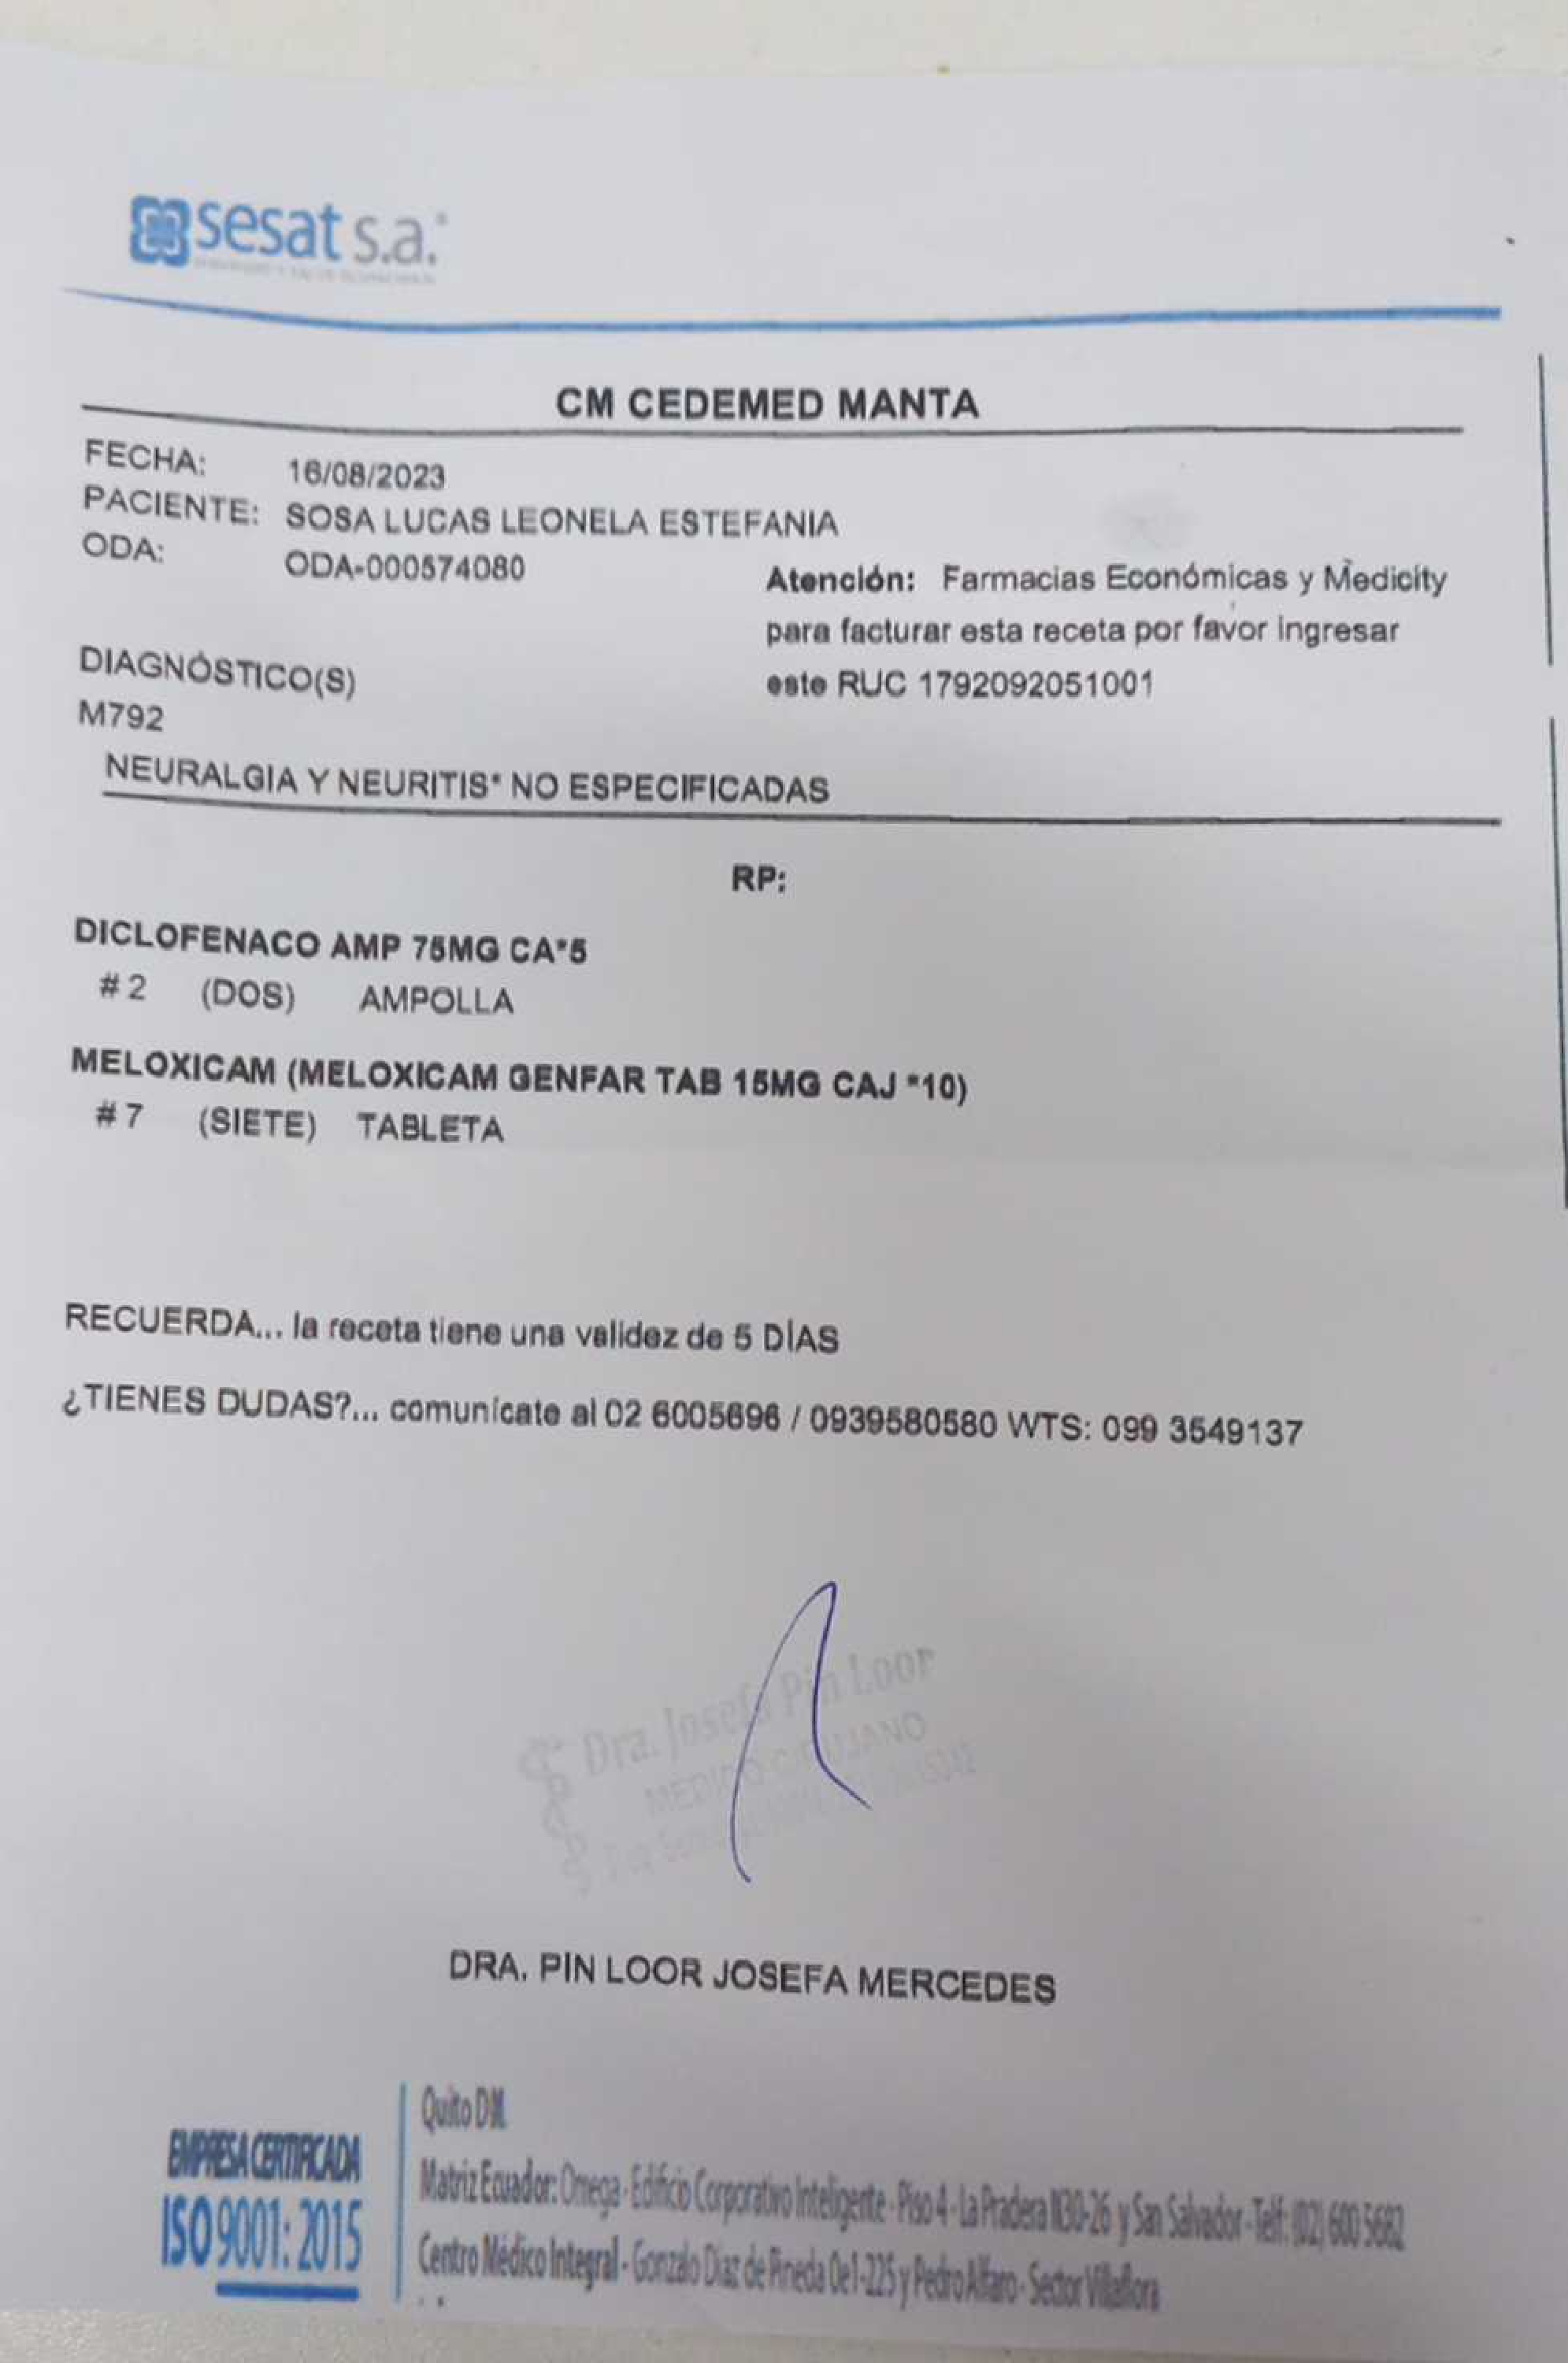 sesat s.a.
CM CEDEMED MANTA
FECHA: 16/08/2023
PACIENTE: SOSA LUCAS LEONELA ESTEFANIA
ODA: ODA-000574080
Atención: Farmacias Económicas y Medicity
para facturar esta receta por favor ingresar
este RUC 1792092051001
DIAGNÓSTICO(S)
M792
NEURALGIA Y NEURITIS* NO ESPECIFICADAS
RP:
DICLOFENACO AMP 75MG CA*5
# 2 (DOS) AMPOLLA
MELOXICAM (MELOXICAM GENFAR TAB 15MG CAJ *10)
# 7 (SIETE) TABLETA
RECUERDA... la receta tiene una validez de 5 DÍAS
¿TIENES DUDAS?... comunícate al 02 6005696 / 0939580580 WTS: 099 3549137
Dra. Josefa Pin Loor
MEDICO CIRUJANO
DRA. PIN LOOR JOSEFA MERCEDES
EMPRESA CERTIFICADA
ISO 9001: 2015
Quito DM.
Matriz Ecuador: Omega - Edificio Corporativo Inteligente - Piso 4 - La Pradera N30-26 y San Salvador - Telf: (02) 600 5682
Centro Médico Integral - Gonzalo Díaz de Pineda Oe1-225 y Pedro Alfaro - Sector Villaflora